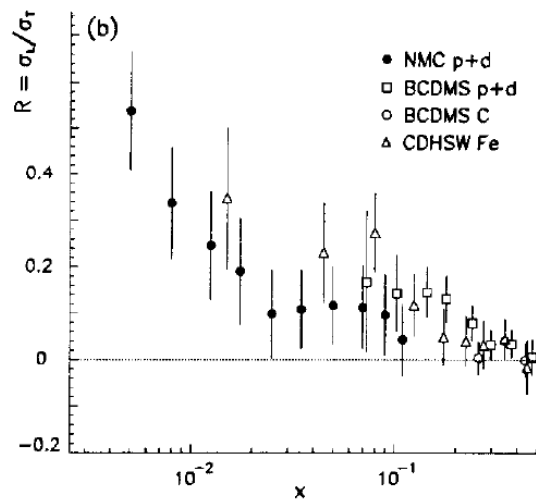 (b)
R = σL/σT
● NMC p+d
□ BCDMS p+d
○ BCDMS C
△ CDHSW Fe
0.4
0.2
0
-0.2
10⁻² 10⁻¹
x